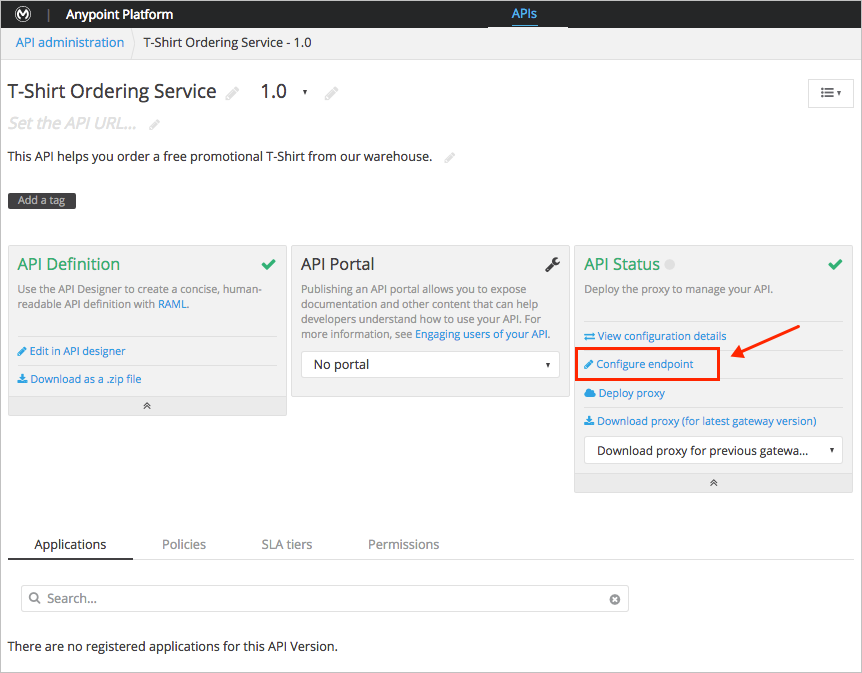 Anypoint Platform
APIs
API administration
T-Shirt Ordering Service - 1.0
T-Shirt Ordering Service
1.0
Set the API URL...
This API helps you order a free promotional T-Shirt from our warehouse.
Add a tag
API Definition
Use the API Designer to create a concise, human-
readable API definition with RAML.
Edit in API designer
Download as a .zip file
API Portal
Publishing an API portal allows you to expose
documentation and other content that can help
developers understand how to use your API. For
more information, see Engaging users of your API.
No portal
API Status
Deploy the proxy to manage your API.
View configuration details
Configure endpoint
Deploy proxy
Download proxy (for latest gateway version)
Download proxy for previous gatewa...
Applications
Policies
SLA tiers
Permissions
Search...
There are no registered applications for this API Version.